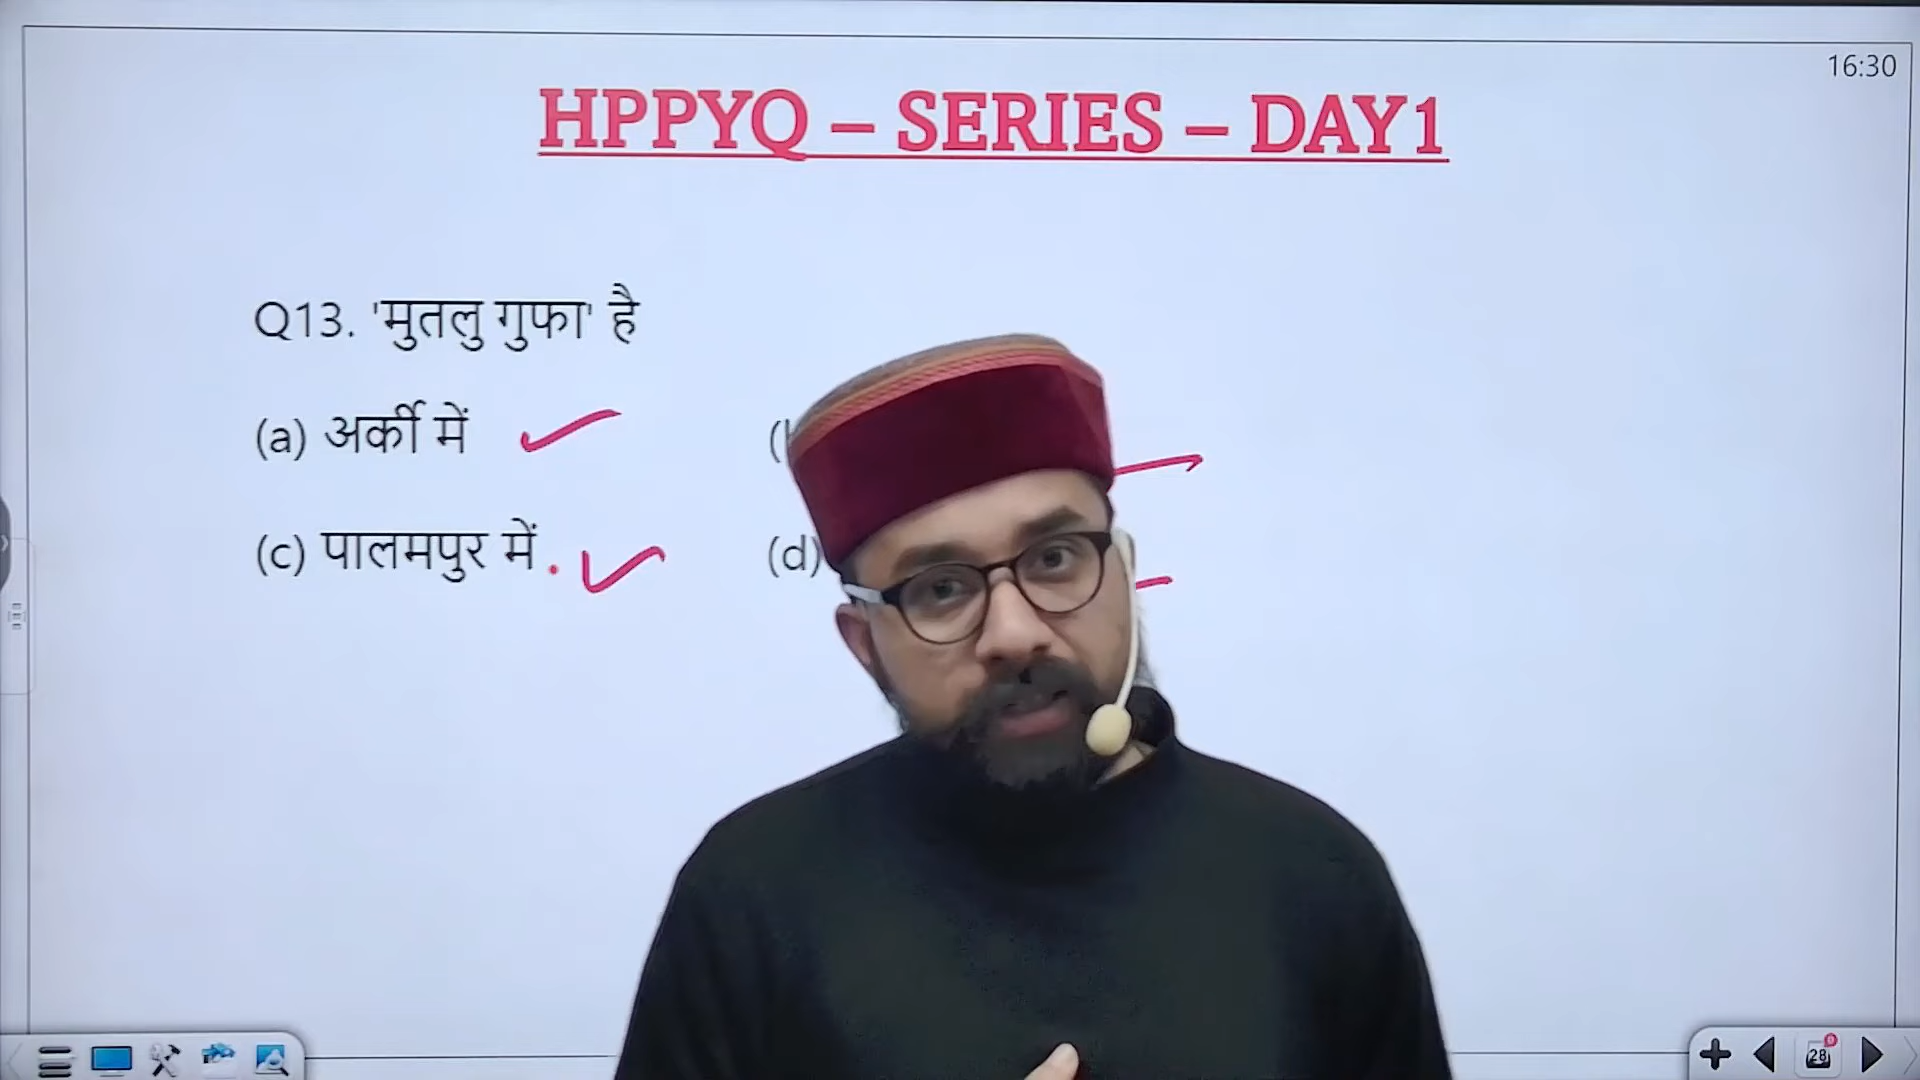 16:30
HPPYQ – SERIES – DAY1
Q13. 'मुतलु गुफा' है
(a) अर्की में
(c) पालमपुर में
(d)
28